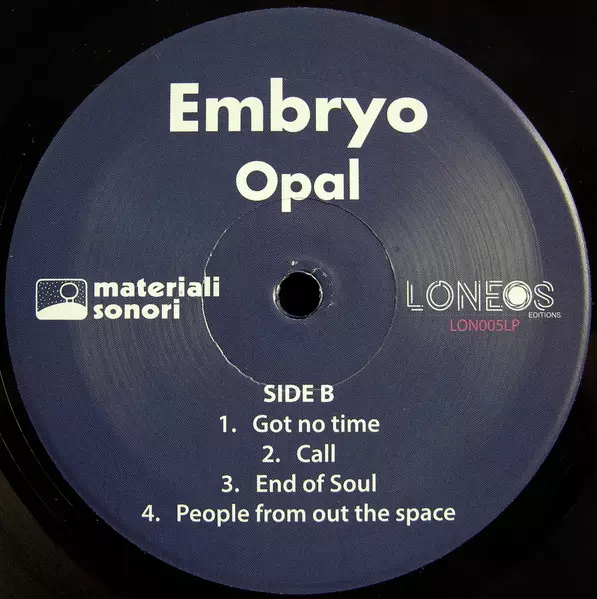 Embryo
Opal
materiali
sonori
LONEOS
EDITIONS
LON005LP
SIDE B
1. Got no time
2. Call
3. End of Soul
4. People from out the space